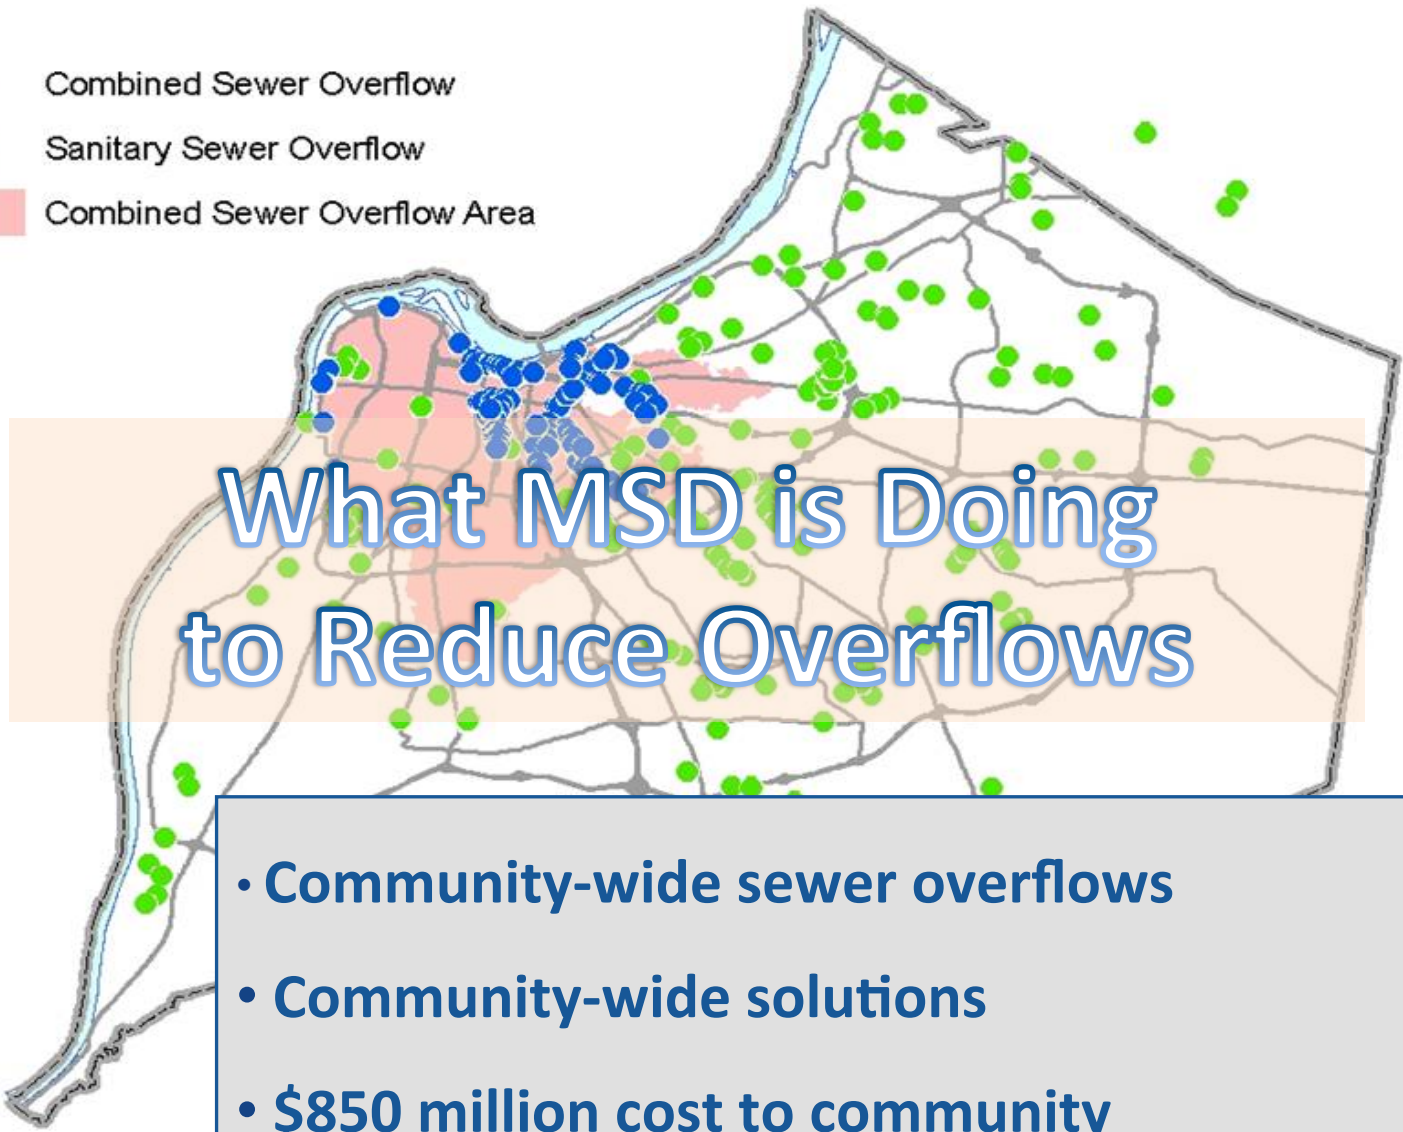 Combined Sewer Overflow
Sanitary Sewer Overflow
Combined Sewer Overflow Area
What MSD is Doing
to Reduce Overflows
• Community-wide sewer overflows
• Community-wide solutions
• $850 million cost to community